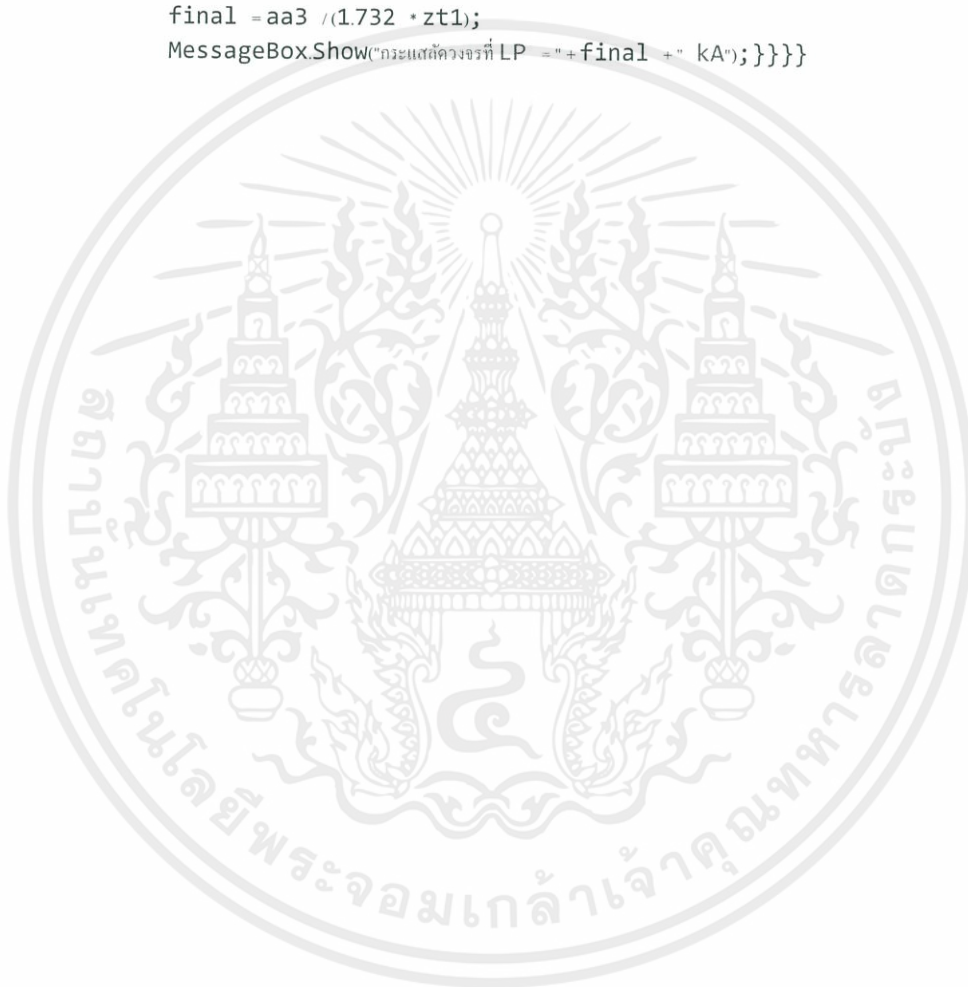 final = aa3 /(1.732 * zt1);
MessageBox.Show("กระแสลัดวงจรที่ LP = "+final +" kA");}}}}
สถาบันเทคโนโลยีพระจอมเกล้าเจ้าคุณทหารลาดกระบัง
๔